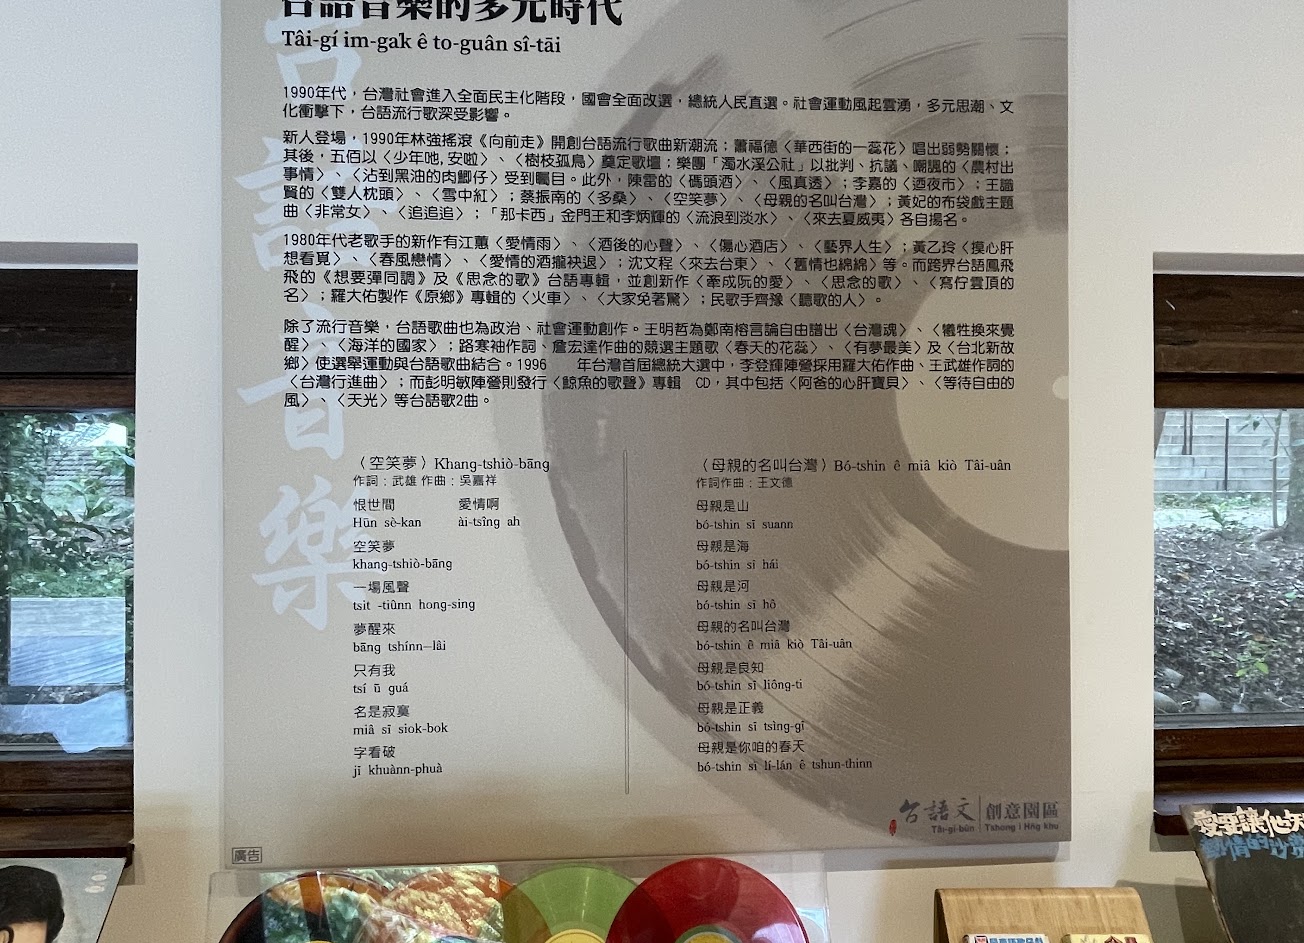 台語音樂的多元時代
Tâi-gí im-ga̍k ê to-guân sî-tāi
1990年代，台灣社會進入全面民主化階段，國會全面改選，總統人民直選。社會運動風起雲湧，多元思潮、文
化衝擊下，台語流行歌深受影響。
新人登場，1990年林強搖滾《向前走》開創台語流行歌曲新潮流；蕭福德〈華西街的一蕊花〉唱出弱勢關懷；
其後，五佰以〈少年吔,安啦〉、〈樹枝孤鳥〉奠定歌壇；樂團「濁水溪公社」以批判、抗議、嘲諷的〈農村出
事情〉、〈沾到黑油的肉鯽仔〉受到矚目。此外，陳雷的〈碼頭酒〉、〈風真透〉；李嘉的〈迺夜市〉；王識
賢的〈雙人枕頭〉、〈雪中紅〉；蔡振南的〈多桑〉、〈空笑夢〉、〈母親的名叫台灣〉；黃妃的布袋戲主題
曲〈非常女〉、〈追追追〉；「那卡西」金門王和李炳輝的〈流浪到淡水〉、〈來去夏威夷〉各自揚名。
1980年代老歌手的新作有江蕙〈愛情雨〉、〈酒後的心聲〉、〈傷心酒店〉、〈藝界人生〉；黃乙玲〈摸心肝
想看覓〉、〈春風戀情〉、〈愛情的酒攏袂退〉；沈文程〈來去台東〉、〈舊情也綿綿〉等。而跨界台語鳳飛
飛的《想要彈同調》及《思念的歌》台語專輯，並創新作〈牽成阮的愛〉、〈思念的歌〉、〈寫佇雲頂的
名〉；羅大佑製作《原鄉》專輯的〈火車〉、〈大家免著驚〉；民歌手齊豫〈聽歌的人〉。
除了流行音樂，台語歌曲也為政治、社會運動創作。王明哲為鄭南榕言論自由譜出〈台灣魂〉、〈犧牲換來覺
醒〉、〈海洋的國家〉；路寒袖作詞、詹宏達作曲的競選主題歌〈春天的花蕊〉、〈有夢最美〉及〈台北新故
鄉〉使選舉運動與台語歌曲結合。1996 年台灣首屆總統大選中，李登輝陣營採用羅大佑作曲、王武雄作詞的
〈台灣行進曲〉；而彭明敏陣營則發行〈鯨魚的歌聲〉專輯 CD，其中包括〈阿爸的心肝寶貝〉、〈等待自由的
風〉、〈天光〉等台語歌2曲。
〈空笑夢〉Khang-tshiò-bāng
作詞：武雄 作曲：吳嘉祥
恨世間 愛情啊
Hūn sè-kan ài-tsîng ah
空笑夢
khang-tshiò-bāng
一場風聲
tsi̍t -tiûnn hong-sing
夢醒來
bāng tshínn--lâi
只有我
tsí ū guá
名是寂寞
miâ sī siok-bok
字看破
jī khuànn-phuà
〈母親的名叫台灣〉Bó-tshin ê miâ kiò Tâi-uân
作詞作曲：王文德
母親是山
bó-tshin sī suann
母親是海
bó-tshin sī hái
母親是河
bó-tshin sī hô
母親的名叫台灣
bó-tshin ê miâ kiò Tâi-uân
母親是良知
bó-tshin sī liông-ti
母親是正義
bó-tshin sī tsìng-gī
母親是你咱的春天
bó-tshin sī lí-lán ê tshun-thinn
台語文 創意園區
Tâi-gí-bûn Tshòng ì Hn̂g khu
廣告
台語音樂